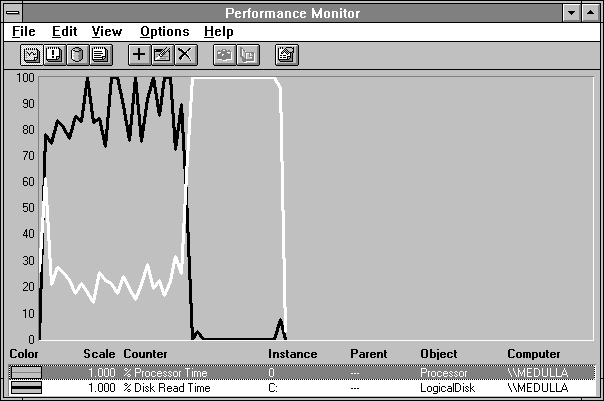 Performance Monitor
File Edit View Options Help
100
90
80
70
60
50
40
30
20
10
0
Color Scale Counter Instance Parent Object Computer
1.000 % Processor Time 0 --- Processor \\MEDULLA
1.000 % Disk Read Time C: --- LogicalDisk \\MEDULLA